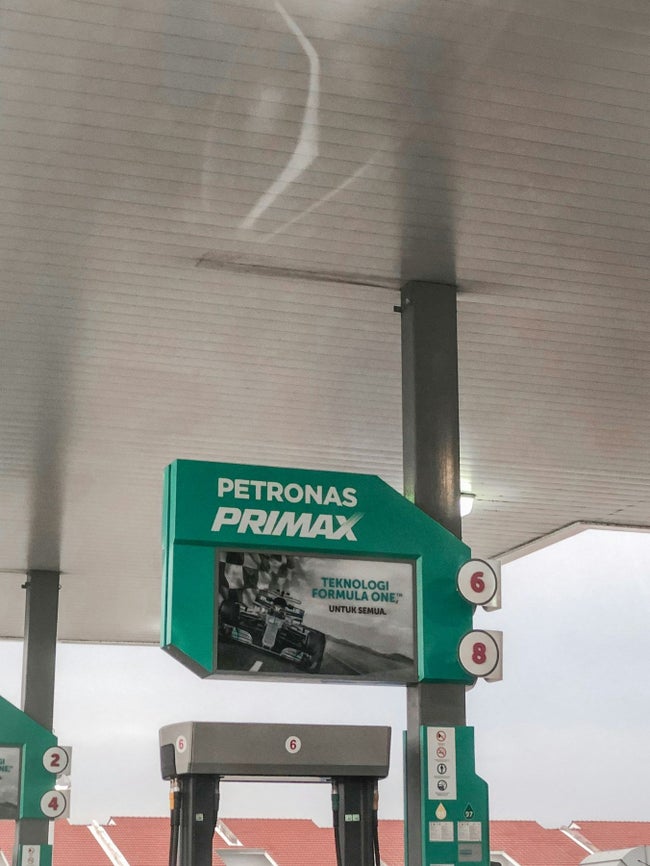 PETRONAS
PRIMAX
TEKNOLOGI
FORMULA ONE,™
UNTUK SEMUA.
6
8
6
6
2
4
97